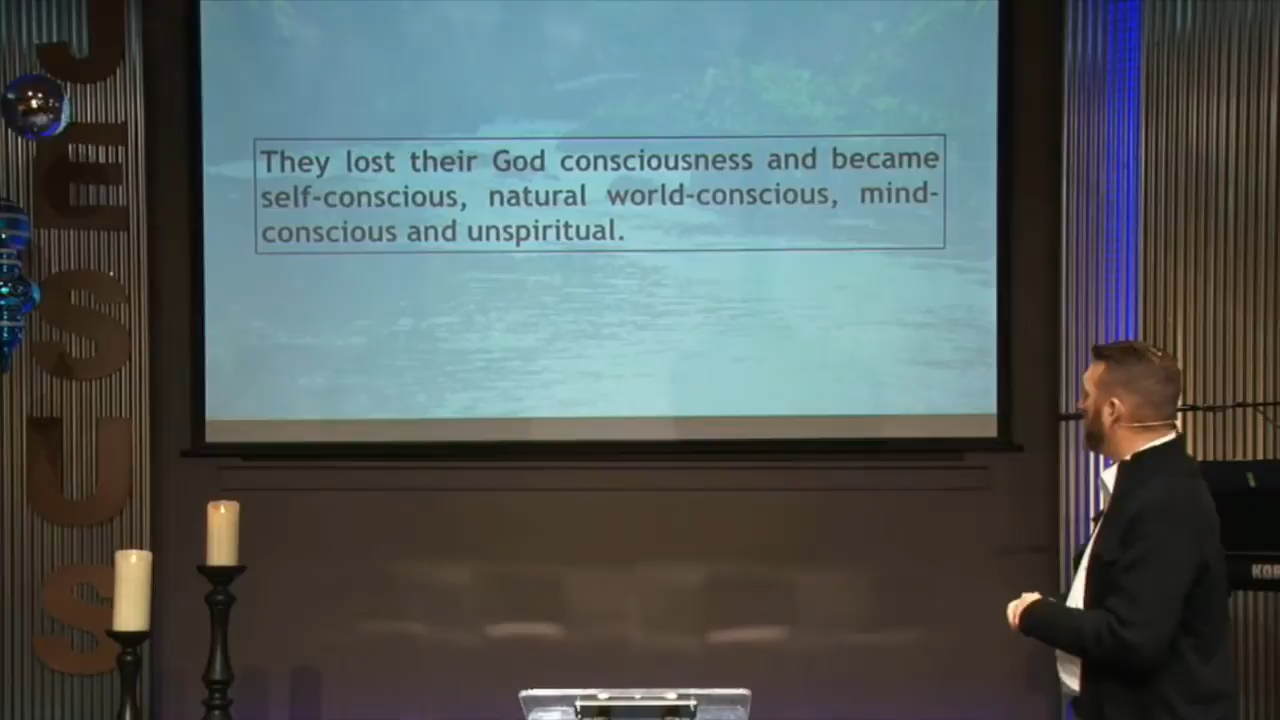 They lost their God consciousness and became
self-conscious, natural world-conscious, mind-
conscious and unspiritual.
JESUS